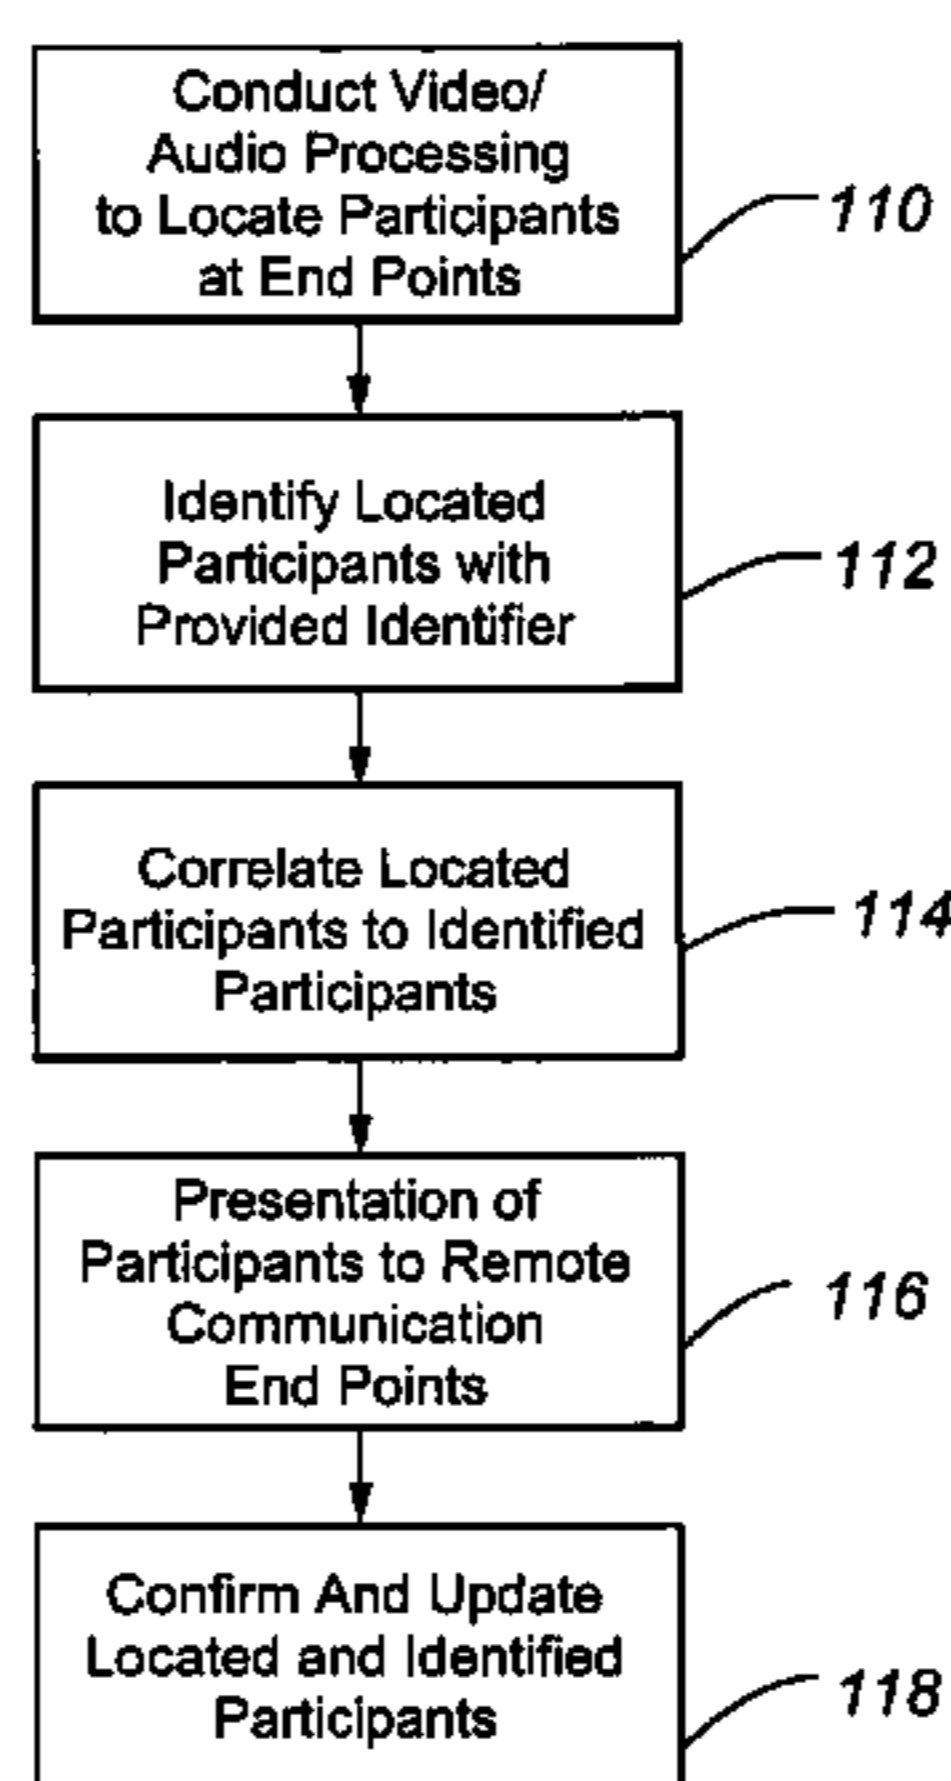 Conduct Video/
Audio Processing
to Locate Participants
at End Points
110
Identify Located
Participants with
Provided Identifier
112
Correlate Located
Participants to Identified
Participants
114
Presentation of
Participants to Remote
Communication
End Points
116
Confirm And Update
Located and Identified
Participants
118